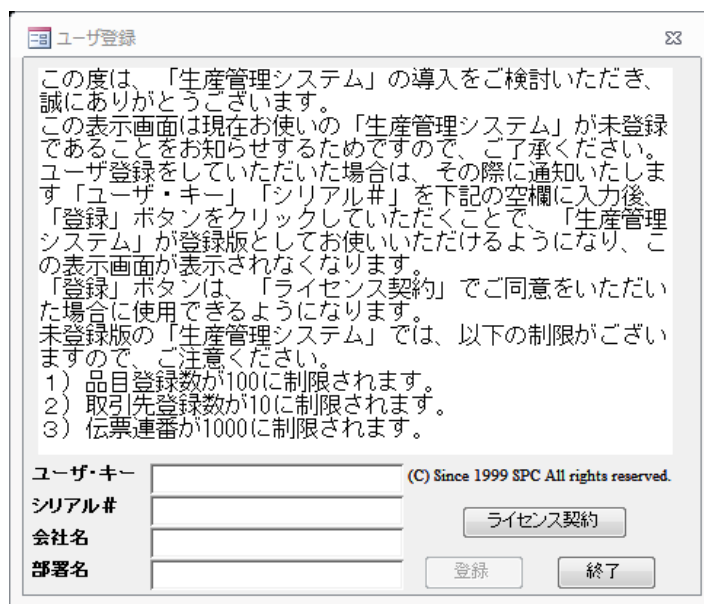 ユーザ登録
この度は、「生産管理システム」の導入をご検討いただき、
誠にありがとうございます。
この表示画面は現在お使いの「生産管理システム」が未登録
であることをお知らせするためですので、ご了承ください。
ユーザ登録をしていただいた場合は、その際に通知いたしま
す「ユーザ・キー」「シリアル＃」を下記の空欄に入力後、
「登録」ボタンをクリックしていただくことで、「生産管理
システム」が登録版としてお使いいただけるようになり、こ
の表示画面が表示されなくなります。
「登録」ボタンは、「ライセンス契約」でご同意をいただい
た場合に使用できるようになります。
未登録版の「生産管理システム」では、以下の制限がござい
ますので、ご注意ください。
１）品目登録数が100に制限されます。
２）取引先登録数が10に制限されます。
３）伝票連番が1000に制限されます。
ユーザ・キー
(C) Since 1999 SPC All rights reserved.
シリアル＃
ライセンス契約
会社名
部署名
登録
終了